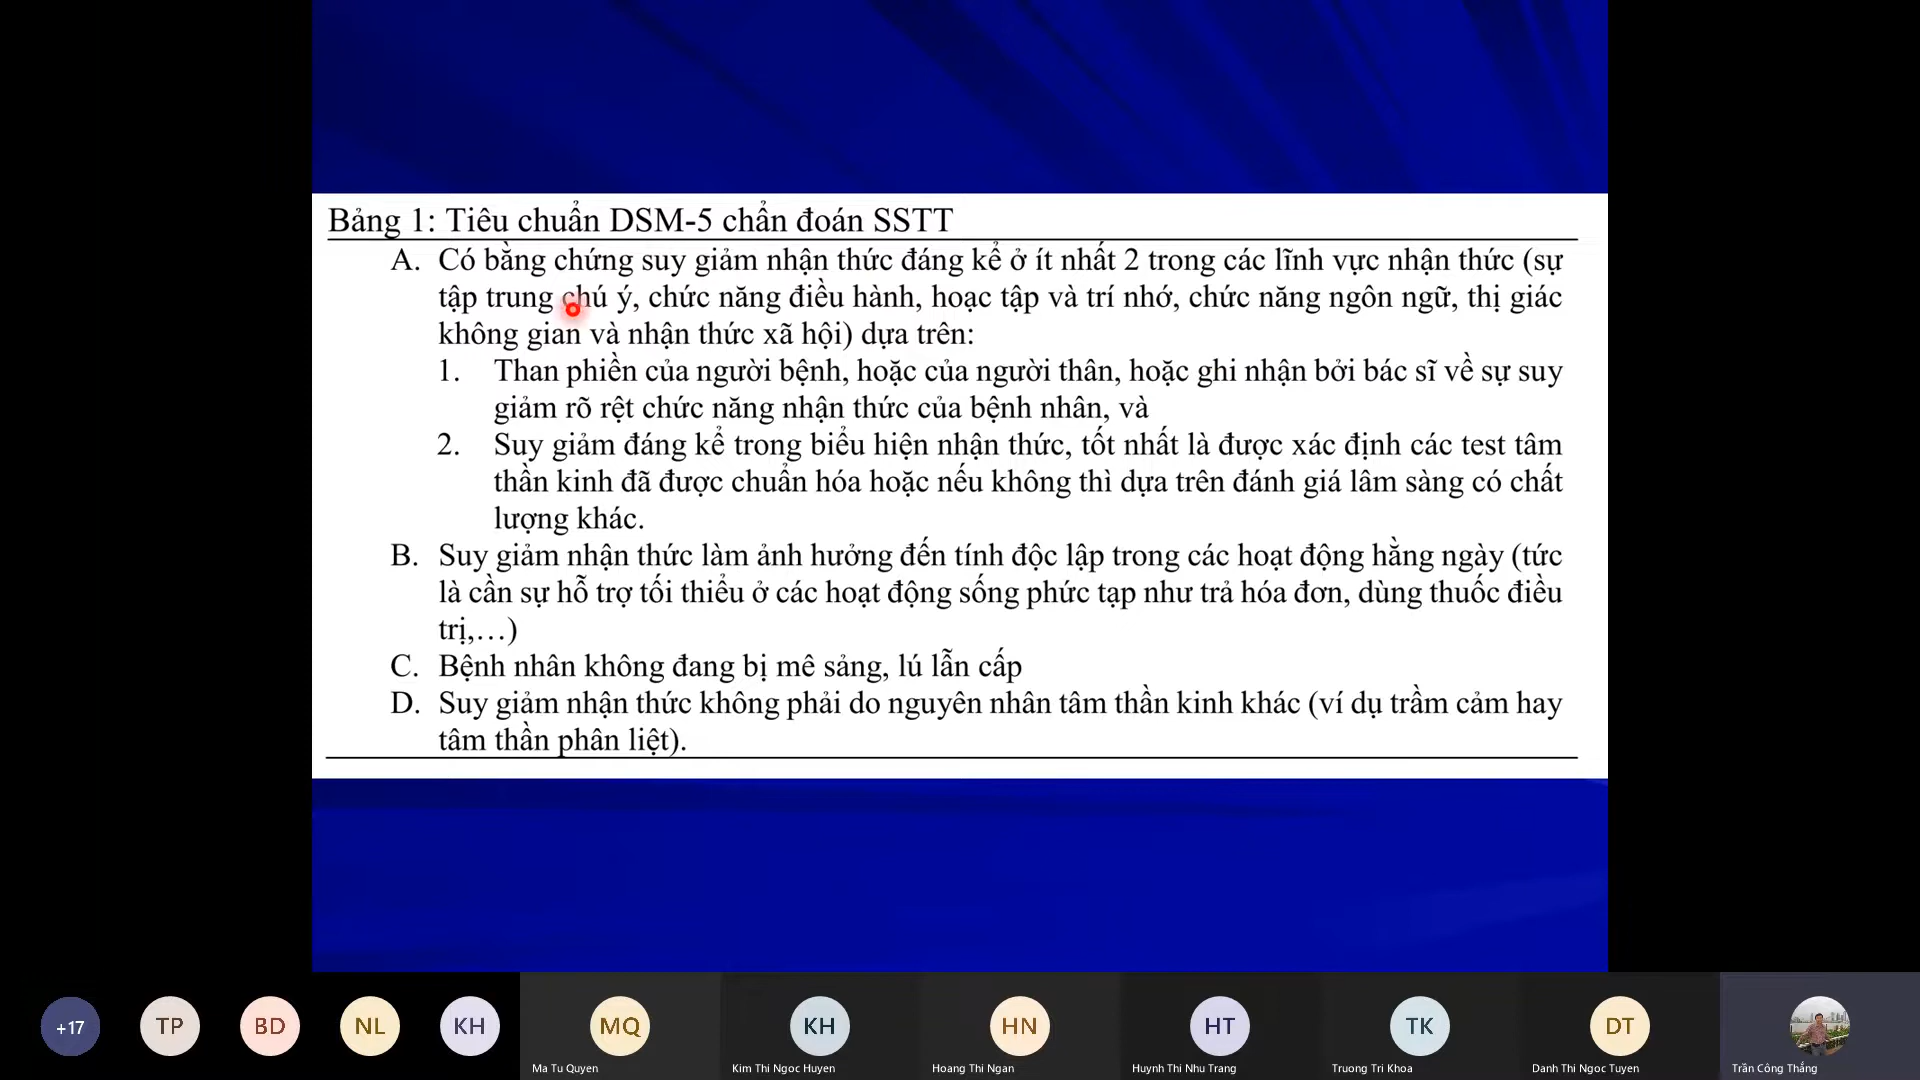 Bảng 1: Tiêu chuẩn DSM-5 chẩn đoán SSTT
A. Có bằng chứng suy giảm nhận thức đáng kể ở ít nhất 2 trong các lĩnh vực nhận thức (sự
tập trung chú ý, chức năng điều hành, hoạc tập và trí nhớ, chức năng ngôn ngữ, thị giác
không gian và nhận thức xã hội) dựa trên:
1. Than phiền của người bệnh, hoặc của người thân, hoặc ghi nhận bởi bác sĩ về sự suy
giảm rõ rệt chức năng nhận thức của bệnh nhân, và
2. Suy giảm đáng kể trong biểu hiện nhận thức, tốt nhất là được xác định các test tâm
thần kinh đã được chuẩn hóa hoặc nếu không thì dựa trên đánh giá lâm sàng có chất
lượng khác.
B. Suy giảm nhận thức làm ảnh hưởng đến tính độc lập trong các hoạt động hằng ngày (tức
là cần sự hỗ trợ tối thiểu ở các hoạt động sống phức tạp như trả hóa đơn, dùng thuốc điều
trị,…)
C. Bệnh nhân không đang bị mê sảng, lú lẫn cấp
D. Suy giảm nhận thức không phải do nguyên nhân tâm thần kinh khác (ví dụ trầm cảm hay
tâm thần phân liệt).
+17 TP BD NL KH MQ KH HN HT TK DT
Ma Tu Quyen Kim Thi Ngoc Huyen Hoang Thi Ngan Huynh Thi Nhu Trang Truong Tri Khoa Danh Thi Ngoc Tuyen Trần Công Thắng